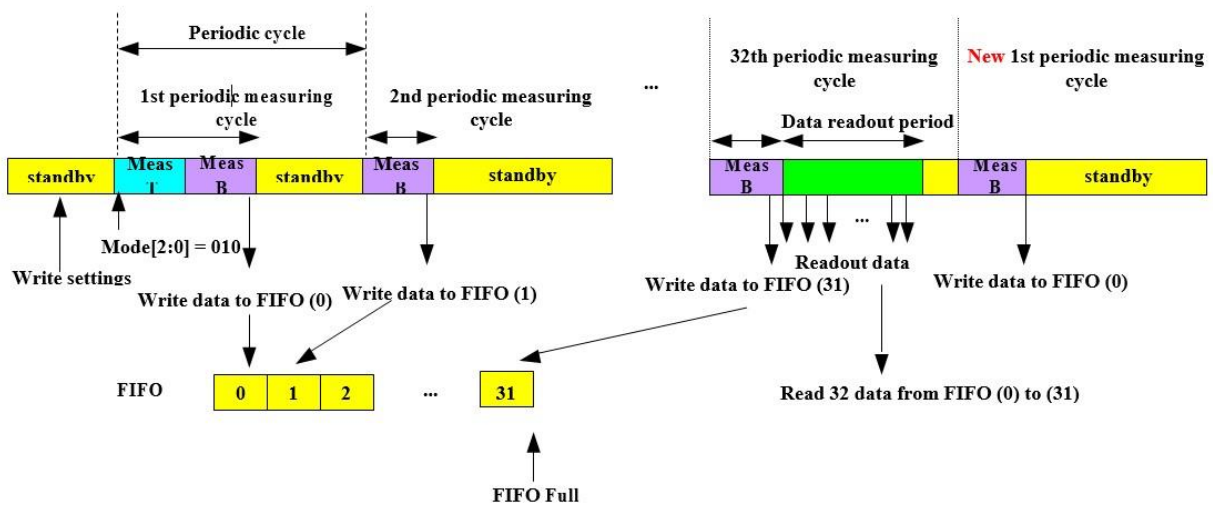 Periodic cycle
32th periodic measuring
cycle
New 1st periodic measuring
cycle
1st periodic measuring
cycle
2nd periodic measuring
cycle
...
Data readout period
standby
Meas
T
Meas
B
standby
Meas
B
standby
Meas
B
Meas
B
standby
Mode[2:0] = 010
Write settings
...
Readout data
Write data to FIFO (0)
Write data to FIFO (1)
Write data to FIFO (31)
Write data to FIFO (0)
FIFO
0
1
2
...
31
Read 32 data from FIFO (0) to (31)
FIFO Full